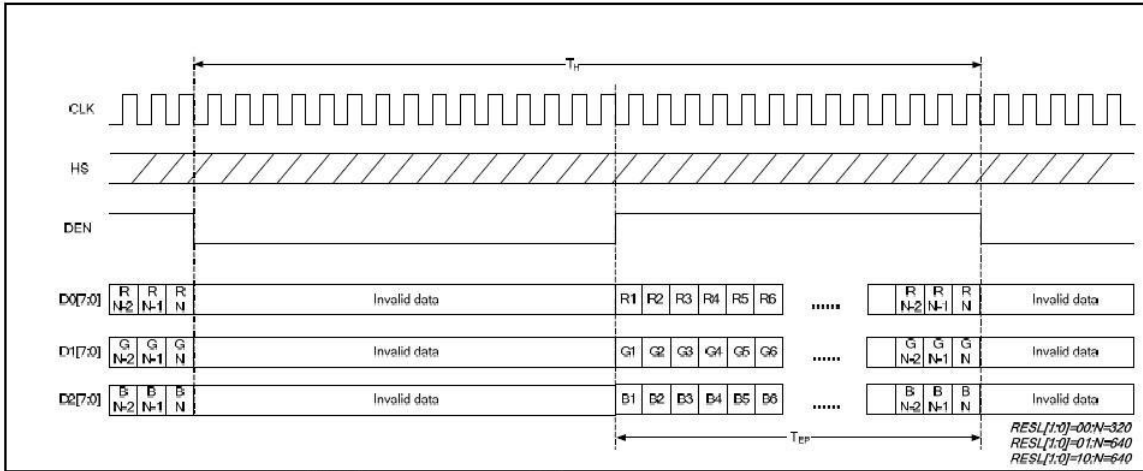 TH
CLK
HS
DEN
D0[7:0] R N-2 R N-1 R N Invalid data R1 R2 R3 R4 R5 R6 ...... R N-2 R N-1 R N Invalid data
D1[7:0] G N-2 G N-1 G N Invalid data G1 G2 G3 G4 G5 G6 ...... G N-2 G N-1 G N Invalid data
D2[7:0] B N-2 B N-1 B N Invalid data B1 B2 B3 B4 B5 B6 ...... B N-2 B N-1 B N Invalid data
TEP
RESL[1:0]=00:N=320
RESL[1:0]=01:N=640
RESL[1:0]=10:N=640